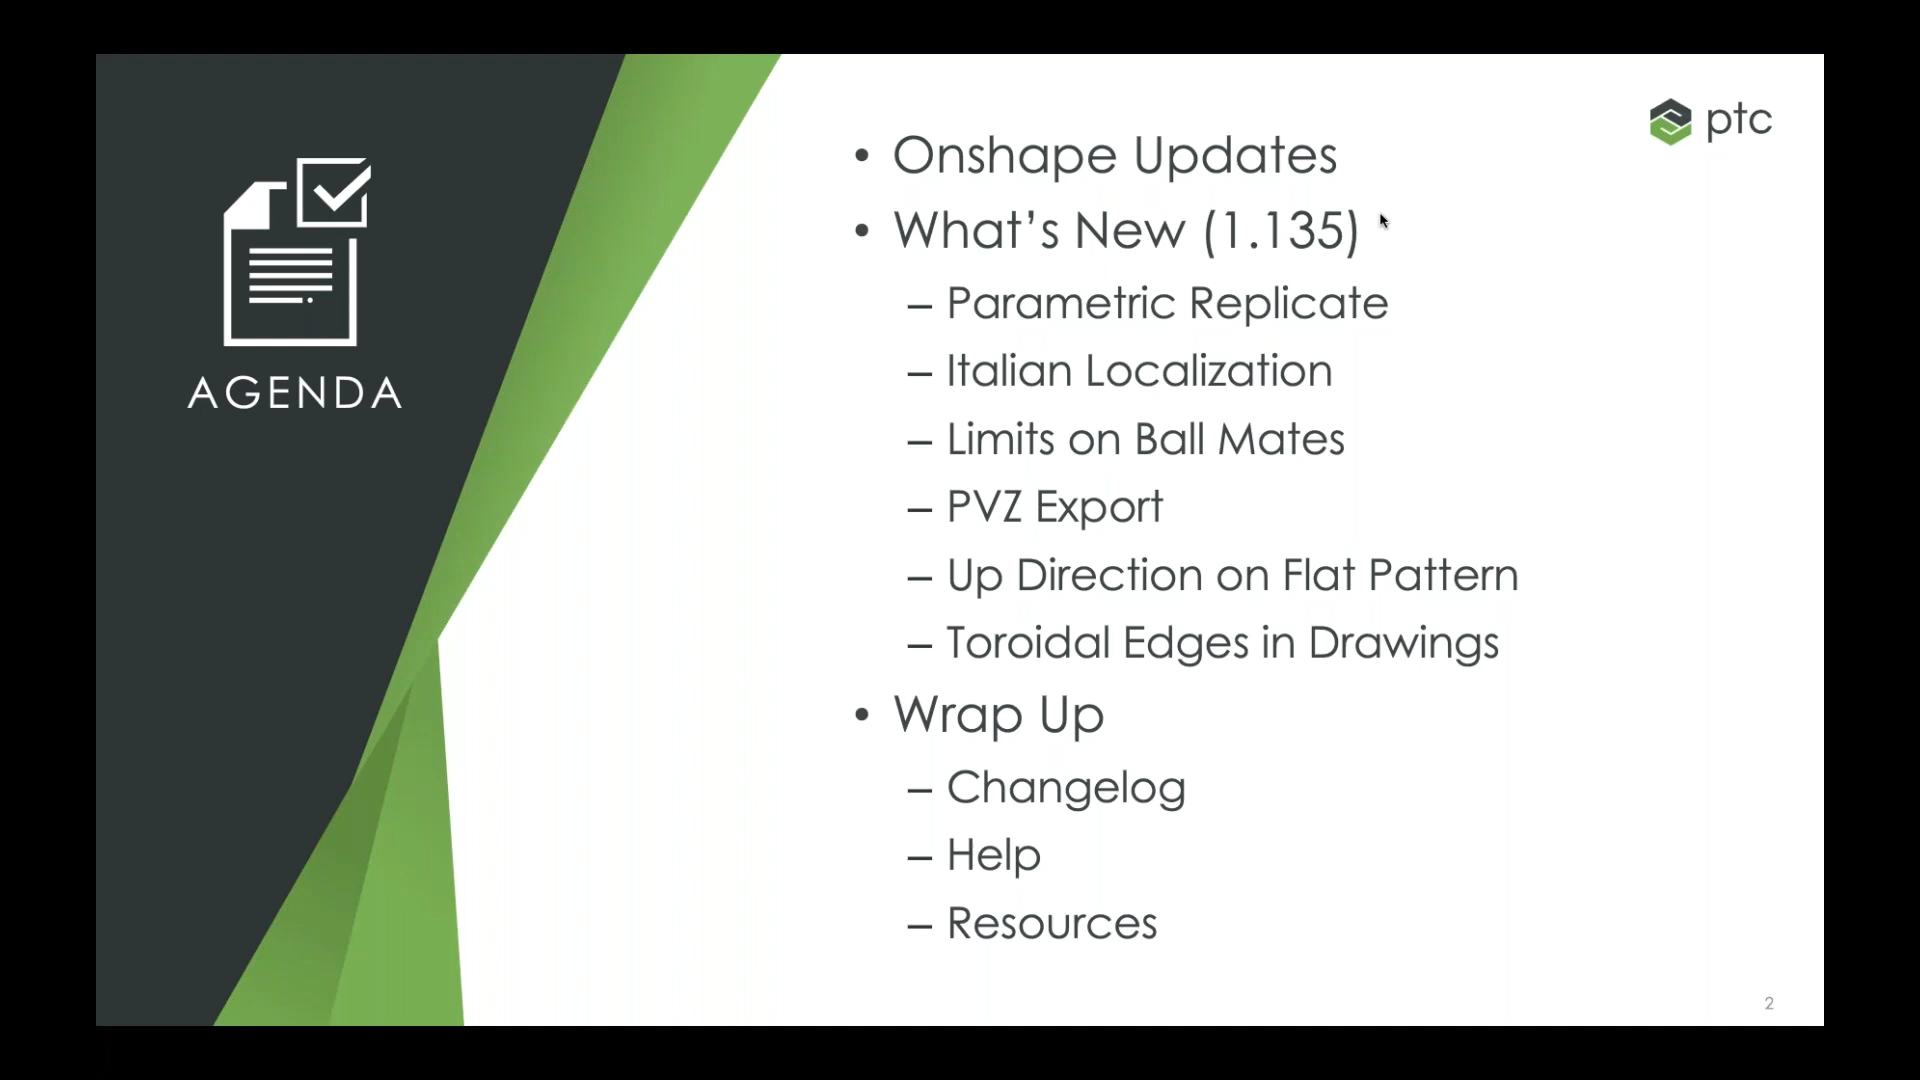 AGENDA
ptc
• Onshape Updates
• What’s New (1.135)
– Parametric Replicate
– Italian Localization
– Limits on Ball Mates
– PVZ Export
– Up Direction on Flat Pattern
– Toroidal Edges in Drawings
• Wrap Up
– Changelog
– Help
– Resources
2